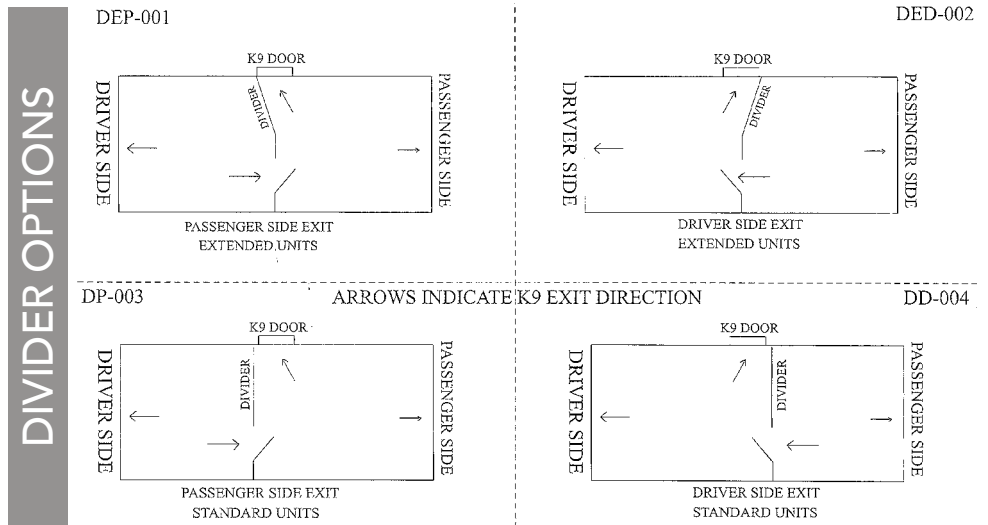 DIVIDER OPTIONS
DEP-001
K9 DOOR
DRIVER SIDE
DIVIDER
PASSENGER SIDE
PASSENGER SIDE EXIT
EXTENDED UNITS
DED-002
K9 DOOR
DRIVER SIDE
DIVIDER
PASSENGER SIDE
DRIVER SIDE EXIT
EXTENDED UNITS
ARROWS INDICATE K9 EXIT DIRECTION
DP-003
K9 DOOR
DRIVER SIDE
DIVIDER
PASSENGER SIDE
PASSENGER SIDE EXIT
STANDARD UNITS
DD-004
K9 DOOR
DRIVER SIDE
DIVIDER
PASSENGER SIDE
DRIVER SIDE EXIT
STANDARD UNITS